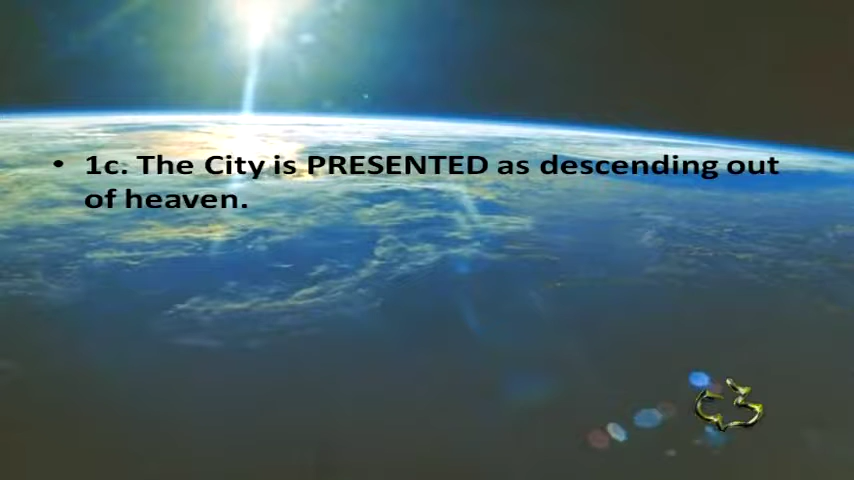 • 1c. The City is PRESENTED as descending out
of heaven.